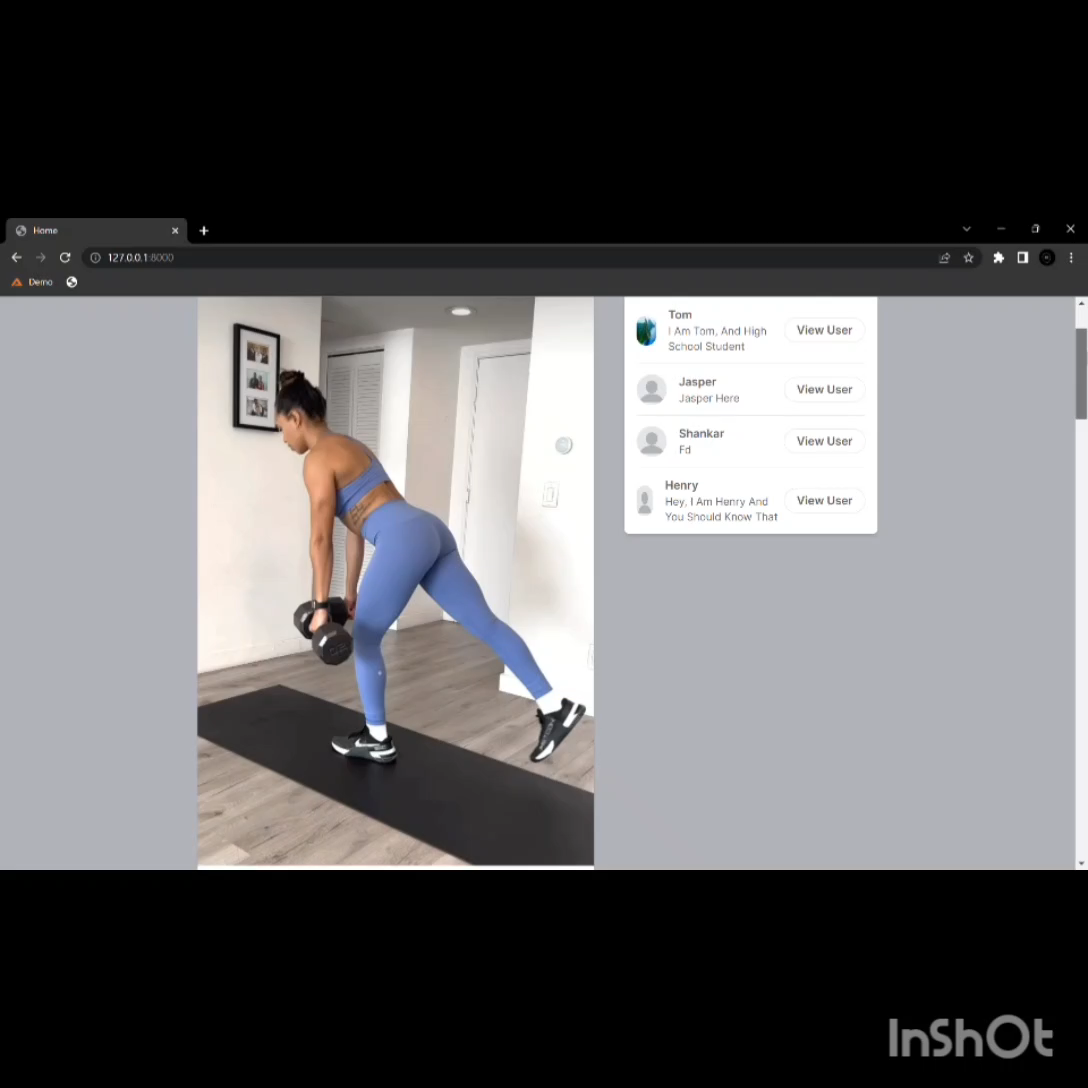 Home
127.0.0.1:8000
Demo
Tom
I Am Tom, And High
School Student
View User
Jasper
Jasper Here
View User
Shankar
Fd
View User
Henry
Hey, I Am Henry And
You Should Know That
View User
InShOt